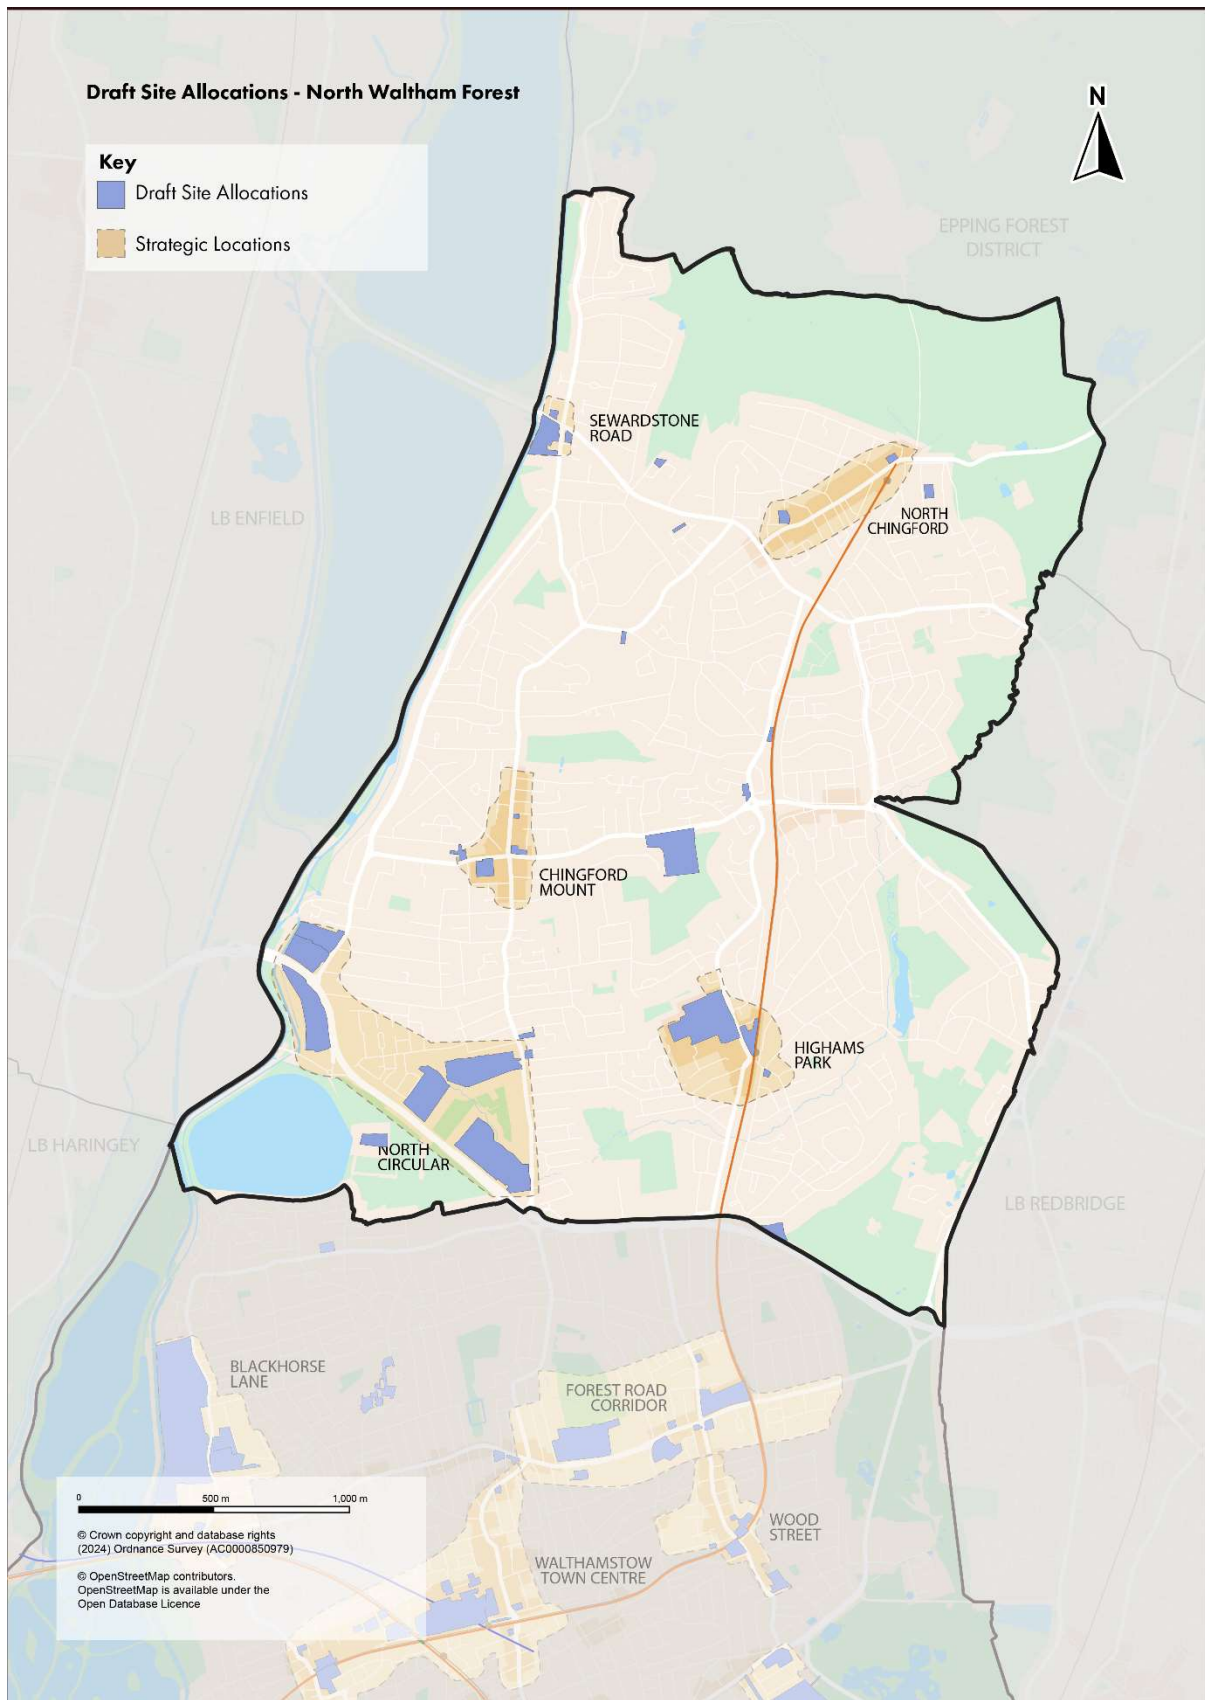 Draft Site Allocations - North Waltham Forest
N
Key
Draft Site Allocations
Strategic Locations
EPPING FOREST
DISTRICT
SEWARDSTONE
ROAD
LB ENFIELD
NORTH
CHINGFORD
CHINGFORD
MOUNT
HIGHAMS
PARK
LB HARINGEY
NORTH
CIRCULAR
LB REDBRIDGE
BLACKHORSE
LANE
FOREST ROAD
CORRIDOR
WOOD
STREET
WALTHAMSTOW
TOWN CENTRE
0 500 m 1,000 m
© Crown copyright and database rights
(2024) Ordnance Survey (AC0000850979)
© OpenStreetMap contributors.
OpenStreetMap is available under the
Open Database Licence